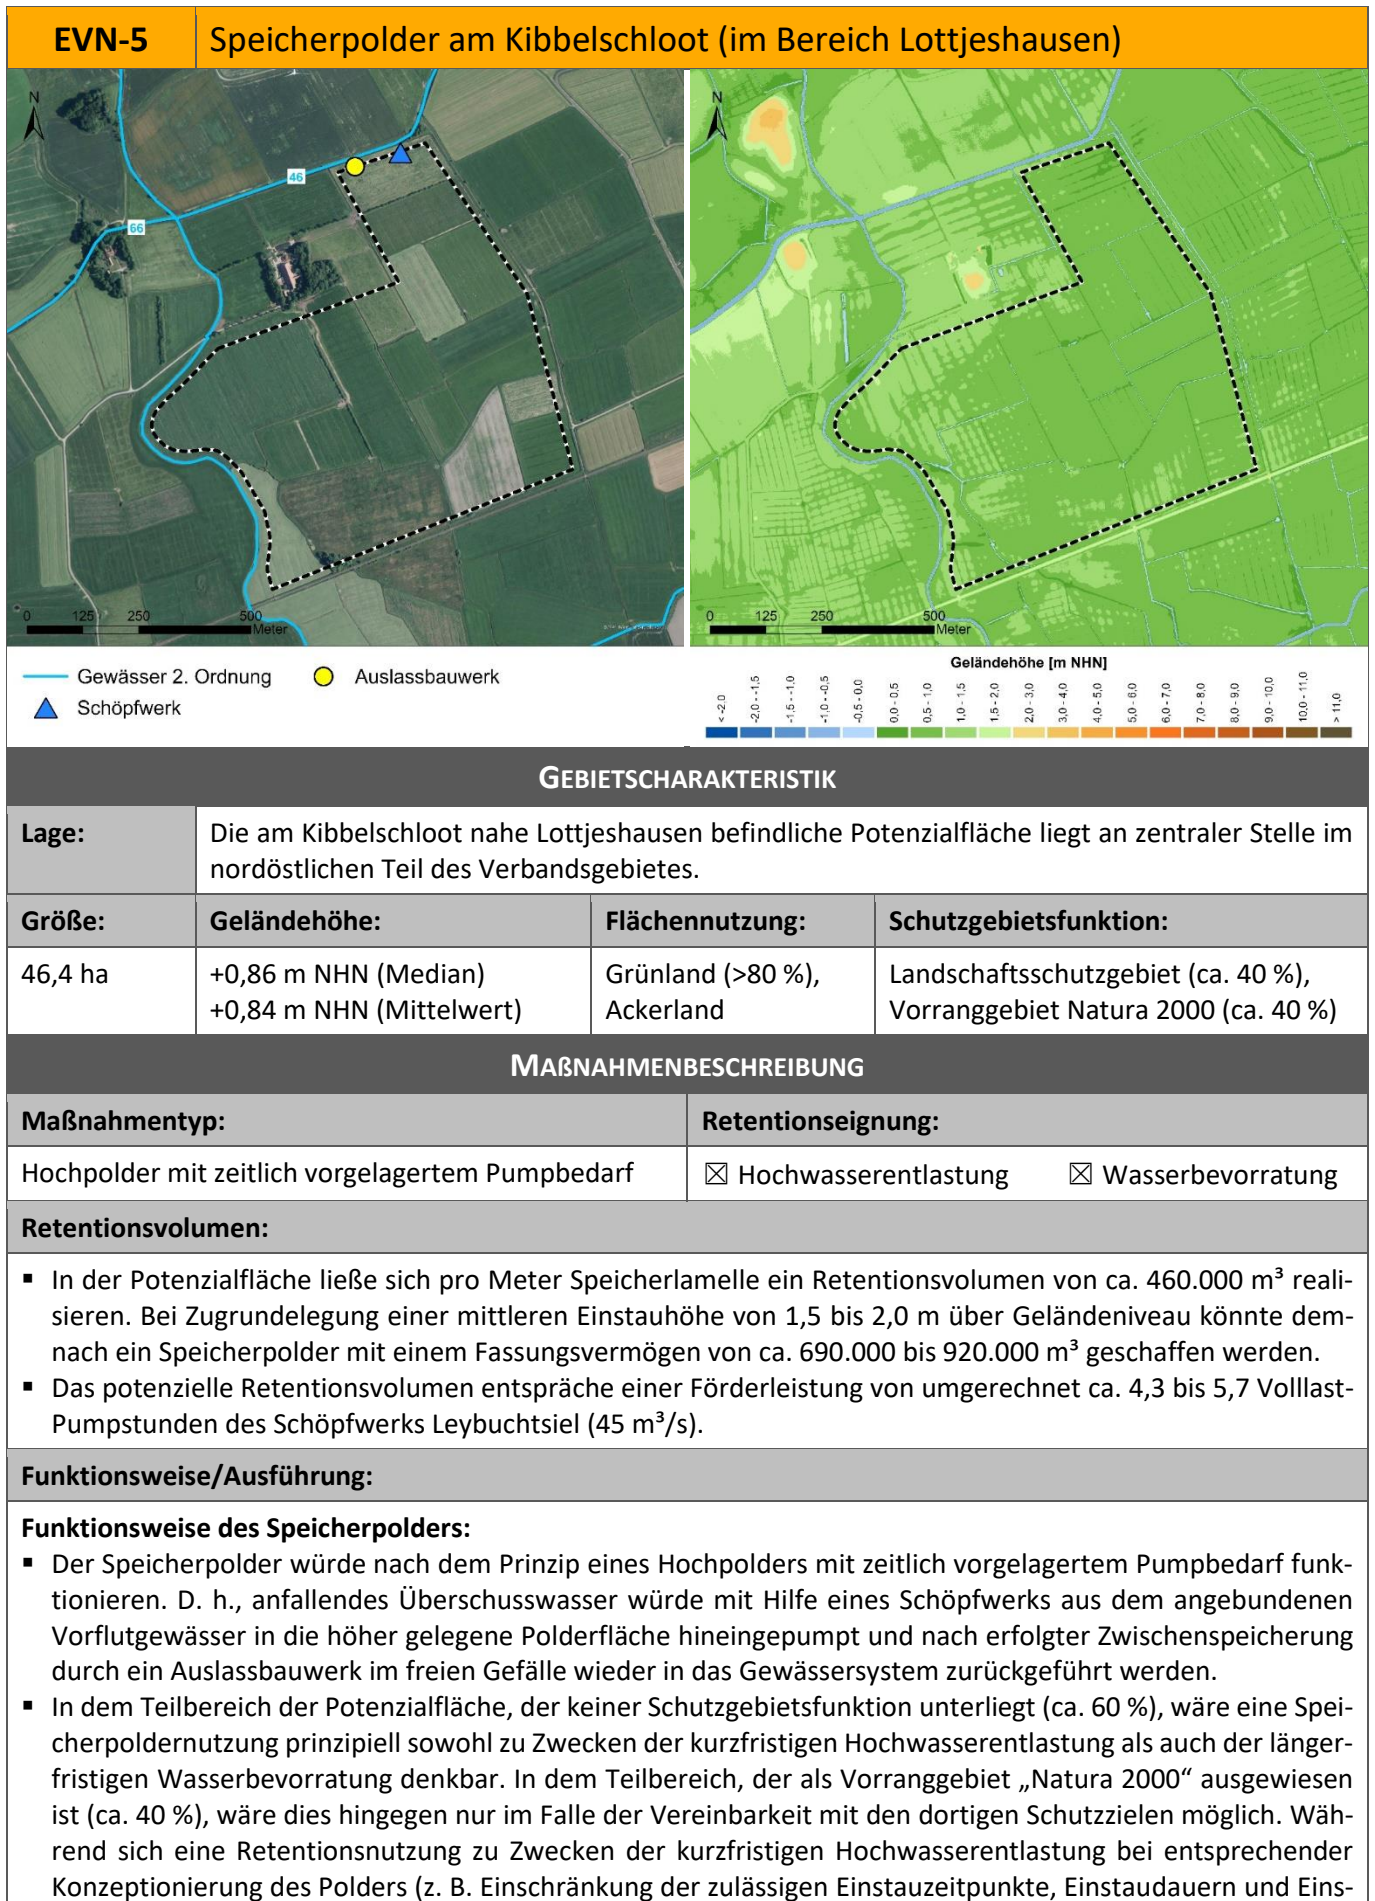 EVN-5 Speicherpolder am Kibbelschloot (im Bereich Lottjeshausen)
N
46
66
0 125 250 500
Meter
N
0 125 250 500
Meter
Gewässer 2. Ordnung Auslassbauwerk
Schöpfwerk
Geländehöhe [m NHN]
< -2.0 -2,0 - -1,5 -1,5 - -1,0 -1,0 - -0,5 -0,5 - 0,0 0,0 - 0,5 0,5 - 1,0 1,0 - 1,5 1,5 - 2,0 2,0 - 3,0 3,0 - 4,0 4,0 - 5,0 5,0 - 6,0 6,0 - 7,0 7,0 - 8,0 8,0 - 9,0 9,0 - 10,0 10,0 - 11,0 > 11,0
GEBIETSCHARAKTERISTIK
Lage: Die am Kibbelschloot nahe Lottjeshausen befindliche Potenzialfläche liegt an zentraler Stelle im
nordöstlichen Teil des Verbandsgebietes.
Größe: Geländehöhe: Flächennutzung: Schutzgebietsfunktion:
46,4 ha +0,86 m NHN (Median) Grünland (>80 %), Landschaftsschutzgebiet (ca. 40 %),
+0,84 m NHN (Mittelwert) Ackerland Vorranggebiet Natura 2000 (ca. 40 %)
MAßNAHMENBESCHREIBUNG
Maßnahmentyp: Retentionseignung:
Hochpolder mit zeitlich vorgelagertem Pumpbedarf ☒ Hochwasserentlastung ☒ Wasserbevorratung
Retentionsvolumen:
▪ In der Potenzialfläche ließe sich pro Meter Speicherlamelle ein Retentionsvolumen von ca. 460.000 m³ reali-
sieren. Bei Zugrundelegung einer mittleren Einstauhöhe von 1,5 bis 2,0 m über Geländeniveau könnte dem-
nach ein Speicherpolder mit einem Fassungsvermögen von ca. 690.000 bis 920.000 m³ geschaffen werden.
▪ Das potenzielle Retentionsvolumen entspräche einer Förderleistung von umgerechnet ca. 4,3 bis 5,7 Volllast-
Pumpstunden des Schöpfwerks Leybuchtsiel (45 m³/s).
Funktionsweise/Ausführung:
Funktionsweise des Speicherpolders:
▪ Der Speicherpolder würde nach dem Prinzip eines Hochpolders mit zeitlich vorgelagertem Pumpbedarf funk-
tionieren. D. h., anfallendes Überschusswasser würde mit Hilfe eines Schöpfwerks aus dem angebundenen
Vorflutgewässer in die höher gelegene Polderfläche hineingepumpt und nach erfolgter Zwischenspeicherung
durch ein Auslassbauwerk im freien Gefälle wieder in das Gewässersystem zurückgeführt werden.
▪ In dem Teilbereich der Potenzialfläche, der keiner Schutzgebietsfunktion unterliegt (ca. 60 %), wäre eine Spei-
cherpoldernutzung prinzipiell sowohl zu Zwecken der kurzfristigen Hochwasserentlastung als auch der länger-
fristigen Wasserbevorratung denkbar. In dem Teilbereich, der als Vorranggebiet „Natura 2000“ ausgewiesen
ist (ca. 40 %), wäre dies hingegen nur im Falle der Vereinbarkeit mit den dortigen Schutzzielen möglich. Wäh-
rend sich eine Retentionsnutzung zu Zwecken der kurzfristigen Hochwasserentlastung bei entsprechender
Konzeptionierung des Polders (z. B. Einschränkung der zulässigen Einstauzeitpunkte, Einstaudauern und Eins-